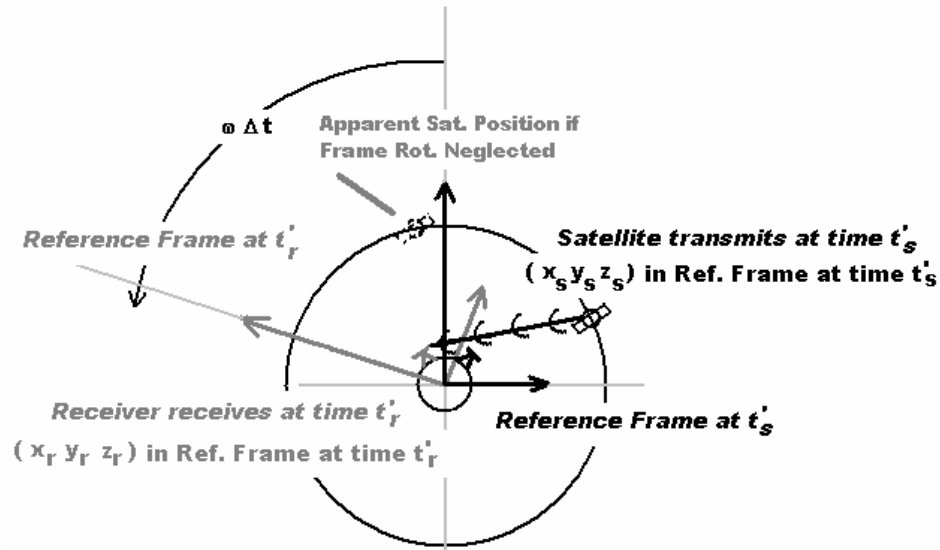 ω Δt
Apparent Sat. Position if
Frame Rot. Neglected
Reference Frame at t'r
Satellite transmits at time t's
( xs ys zs ) in Ref. Frame at time t's
Receiver receives at time t'r
( xr yr zr ) in Ref. Frame at time t'r
Reference Frame at t's